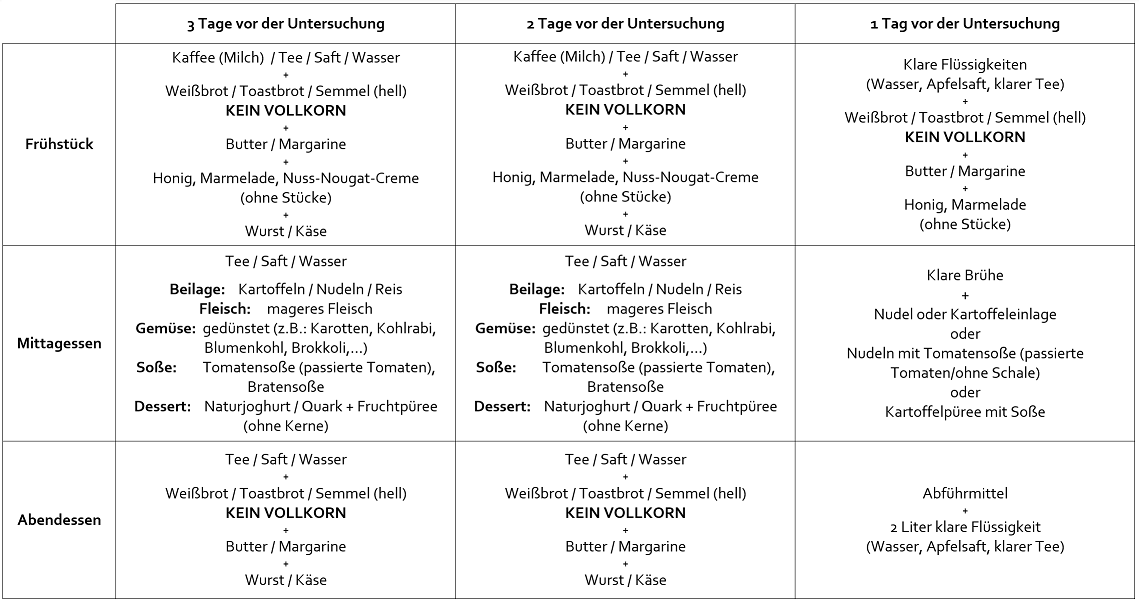 3 Tage vor der Untersuchung
2 Tage vor der Untersuchung
1 Tag vor der Untersuchung
Frühstück
Kaffee (Milch) / Tee / Saft / Wasser
+
Weißbrot / Toastbrot / Semmel (hell)
KEIN VOLLKORN
+
Butter / Margarine
+
Honig, Marmelade, Nuss-Nougat-Creme
(ohne Stücke)
+
Wurst / Käse
Kaffee (Milch) / Tee / Saft / Wasser
+
Weißbrot / Toastbrot / Semmel (hell)
KEIN VOLLKORN
+
Butter / Margarine
+
Honig, Marmelade, Nuss-Nougat-Creme
(ohne Stücke)
+
Wurst / Käse
Klare Flüssigkeiten
(Wasser, Apfelsaft, klarer Tee)
+
Weißbrot / Toastbrot / Semmel (hell)
KEIN VOLLKORN
+
Butter / Margarine
+
Honig, Marmelade
(ohne Stücke)
Mittagessen
Tee / Saft / Wasser
Beilage: Kartoffeln / Nudeln / Reis
Fleisch: mageres Fleisch
Gemüse: gedünstet (z.B.: Karotten, Kohlrabi,
Blumenkohl, Brokkoli,...)
Soße: Tomatensoße (passierte Tomaten),
Bratensoße
Dessert: Naturjoghurt / Quark + Fruchtpüree
(ohne Kerne)
Tee / Saft / Wasser
Beilage: Kartoffeln / Nudeln / Reis
Fleisch: mageres Fleisch
Gemüse: gedünstet (z.B.: Karotten, Kohlrabi,
Blumenkohl, Brokkoli,...)
Soße: Tomatensoße (passierte Tomaten),
Bratensoße
Dessert: Naturjoghurt / Quark + Fruchtpüree
(ohne Kerne)
Klare Brühe
+
Nudel oder Kartoffeleinlage
oder
Nudeln mit Tomatensoße (passierte
Tomaten/ohne Schale)
oder
Kartoffelpüree mit Soße
Abendessen
Tee / Saft / Wasser
+
Weißbrot / Toastbrot / Semmel (hell)
KEIN VOLLKORN
+
Butter / Margarine
+
Wurst / Käse
Tee / Saft / Wasser
+
Weißbrot / Toastbrot / Semmel (hell)
KEIN VOLLKORN
+
Butter / Margarine
+
Wurst / Käse
Abführmittel
+
2 Liter klare Flüssigkeit
(Wasser, Apfelsaft, klarer Tee)